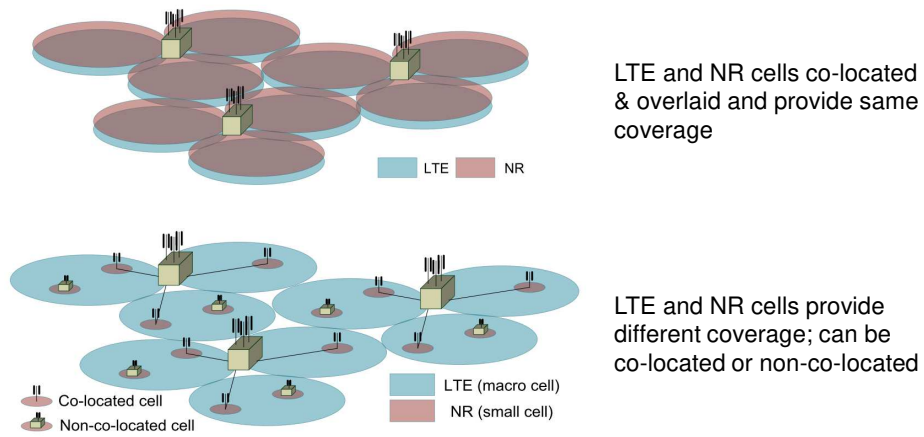 LTE and NR cells co-located
& overlaid and provide same
coverage
LTE
NR
LTE and NR cells provide
different coverage; can be
co-located or non-co-located
LTE (macro cell)
NR (small cell)
Co-located cell
Non-co-located cell